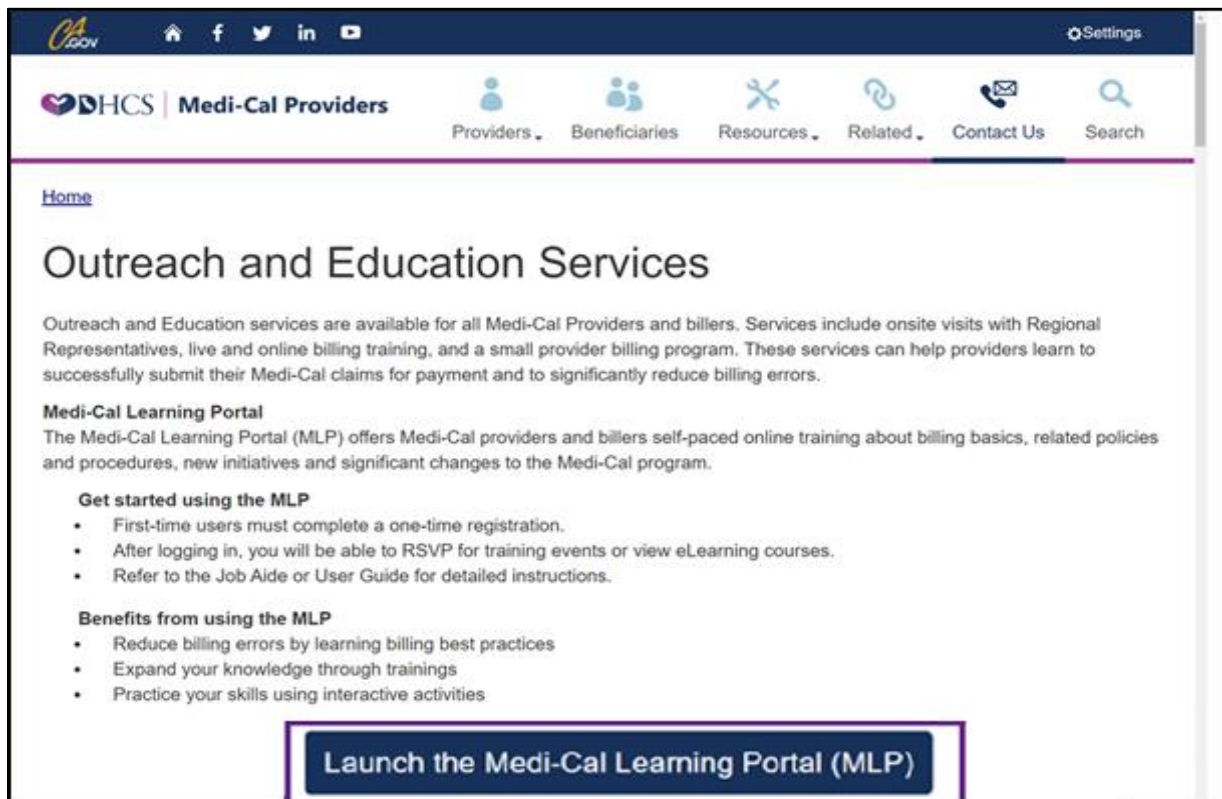 CA.GOV
Settings
DHCS | Medi-Cal Providers
Providers
Beneficiaries
Resources
Related
Contact Us
Search
Home
Outreach and Education Services
Outreach and Education services are available for all Medi-Cal Providers and billers. Services include onsite visits with Regional
Representatives, live and online billing training, and a small provider billing program. These services can help providers learn to
successfully submit their Medi-Cal claims for payment and to significantly reduce billing errors.
Medi-Cal Learning Portal
The Medi-Cal Learning Portal (MLP) offers Medi-Cal providers and billers self-paced online training about billing basics, related policies
and procedures, new initiatives and significant changes to the Medi-Cal program.
Get started using the MLP
• First-time users must complete a one-time registration.
• After logging in, you will be able to RSVP for training events or view eLearning courses.
• Refer to the Job Aide or User Guide for detailed instructions.
Benefits from using the MLP
• Reduce billing errors by learning billing best practices
• Expand your knowledge through trainings
• Practice your skills using interactive activities
Launch the Medi-Cal Learning Portal (MLP)